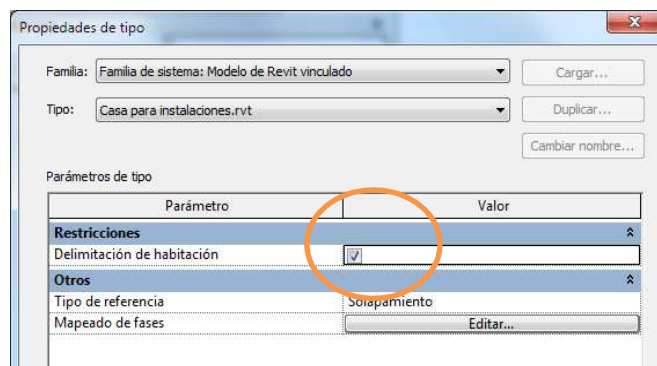 Propiedades de tipo
Familia: Familia de sistema: Modelo de Revit vinculado Cargar...
Tipo: Casa para instalaciones.rvt Duplicar...
Cambiar nombre...
Parámetros de tipo
Parámetro Valor
Restricciones
Delimitación de habitación
Otros
Tipo de referencia Solapamiento
Mapeado de fases Editar...